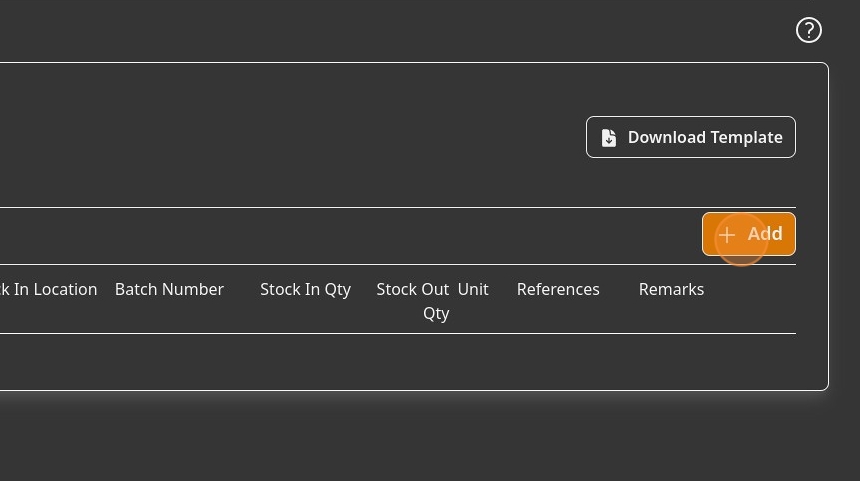 ?
Download Template
+ Add
k In Location Batch Number Stock In Qty Stock Out Unit References Remarks
Qty